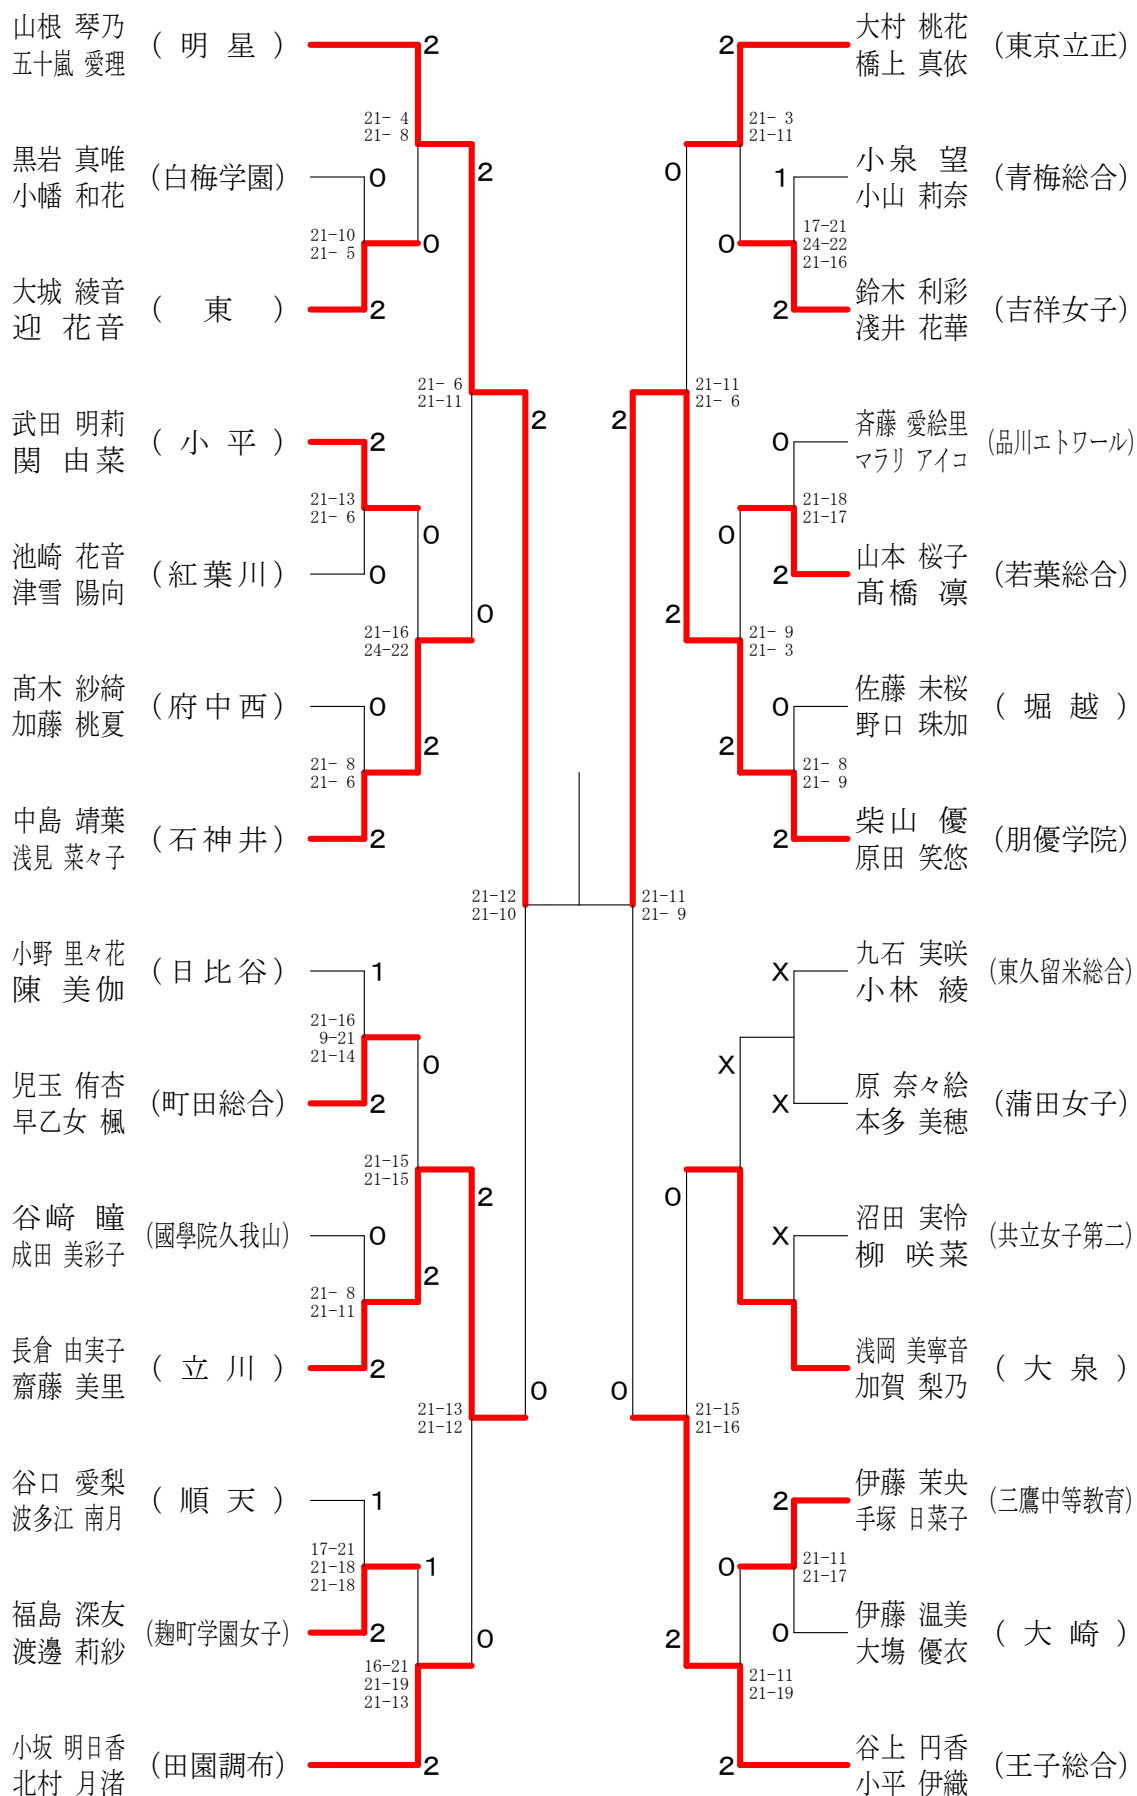 山根 琴乃
五十嵐 愛理
( 明 星 )
2
21- 4
21- 8
黒岩 真唯
小幡 和花
(白梅学園)
0
2
21-10
21- 5
0
大城 綾音
迎 花音
( 東 )
2
21- 6
21-11
2
武田 明莉
関 由菜
( 小 平 )
2
21-13
21- 6
0
池崎 花音
津雪 陽向
( 紅 葉 川 )
0
0
21-16
24-22
髙木 紗綺
加藤 桃夏
( 府 中 西 )
0
2
21- 8
21- 6
中島 靖葉
浅見 菜々子
( 石 神 井 )
2
21-12
21-10
小野 里々花
陳 美伽
( 日 比 谷 )
1
21-16
9-21
21-14
0
児玉 侑杏
早乙女 楓
(町田総合)
2
21-15
21-15
2
谷﨑 瞳
成田 美彩子
(國學院久我山)
0
2
21- 8
21-11
長倉 由実子
齋藤 美里
( 立 川 )
2
0
21-13
21-12
谷口 愛梨
波多江 南月
( 順 天 )
1
17-21
21-18
21-18
1
福島 深友
渡邊 莉紗
(麹町学園女子)
2
0
16-21
21-19
21-13
小坂 明日香
北村 月渚
(田園調布)
2
2
大村 桃花
橋上 真依
(東京立正)
21- 3
21-11
0
1
小泉 望
小山 莉奈
(青梅総合)
17-21
24-22
21-16
0
2
鈴木 利彩
淺井 花華
(吉祥女子)
21-11
21- 6
2
0
斉藤 愛絵里
マラリ アイコ
(品川エトワール)
21-18
21-17
0
2
山本 桜子
髙橋 凛
(若葉総合)
2
21- 9
21- 3
0
佐藤 未桜
野口 珠加
( 堀 越 )
2
21- 8
21- 9
2
柴山 優
原田 笑悠
(朋優学院)
21-11
21- 9
X
九石 実咲
小林 綾
(東久留米総合)
X
X
原 奈々絵
本多 美穂
(蒲田女子)
0
X
沼田 実怜
柳 咲菜
(共立女子第二)
浅岡 美寧音
加賀 梨乃
( 大 泉 )
0
21-15
21-16
2
伊藤 茉央
手塚 日菜子
(三鷹中等教育)
0
21-11
21-17
2
0
伊藤 温美
大塲 優衣
( 大 崎 )
21-11
21-19
2
谷上 円香
小平 伊織
(王子総合)